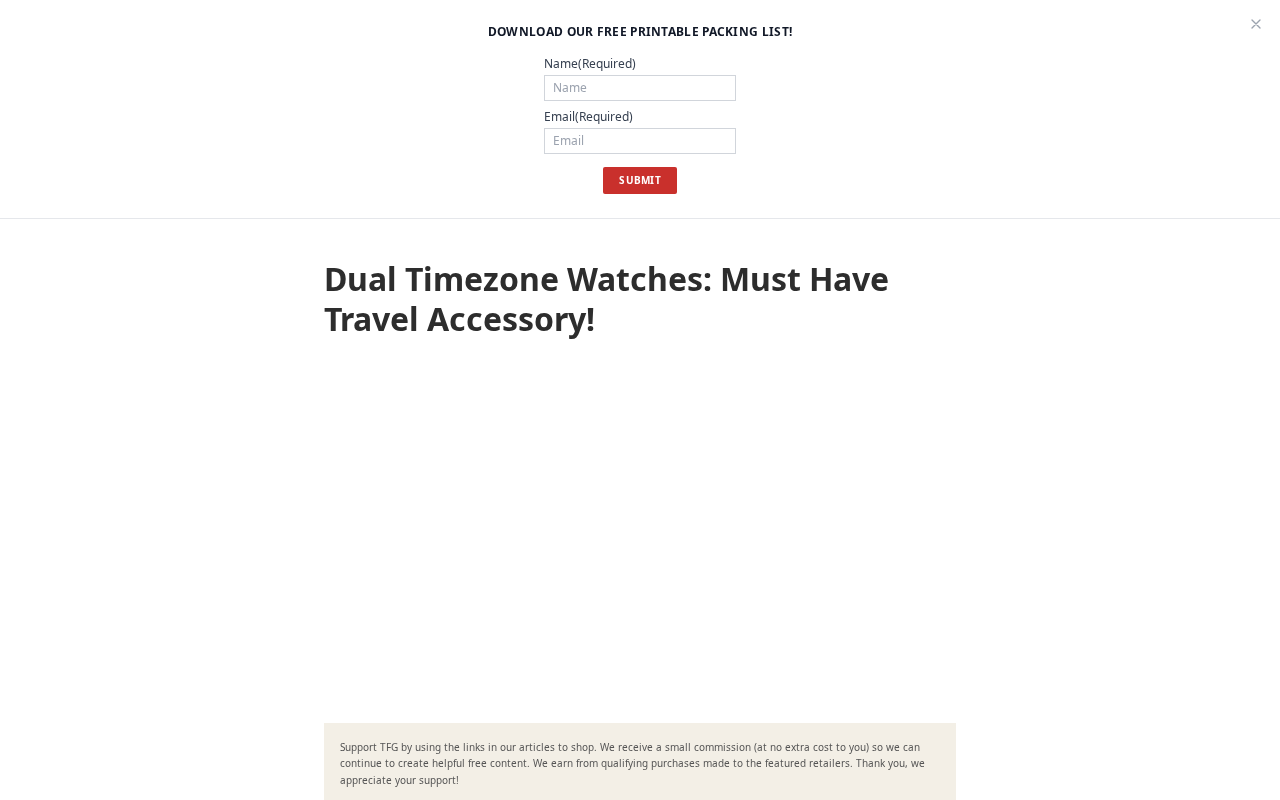 DOWNLOAD OUR FREE PRINTABLE PACKING LIST!
Name(Required)
Name
Email(Required)
Email
SUBMIT
Dual Timezone Watches: Must Have
Travel Accessory!
Support TFG by using the links in our articles to shop. We receive a small commission (at no extra cost to you) so we can
continue to create helpful free content. We earn from qualifying purchases made to the featured retailers. Thank you, we
appreciate your support!